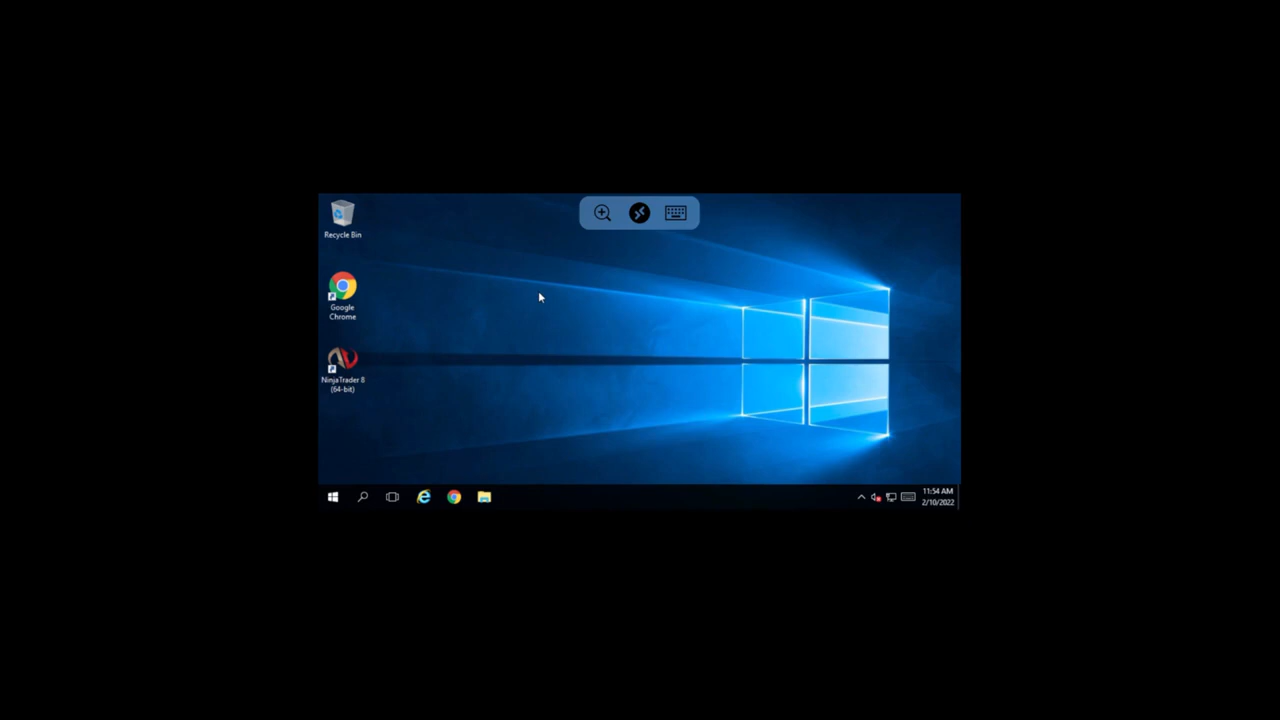 Recycle Bin
Google
Chrome
NinjaTrader 8
(64-bit)
11:54 AM
2/10/2022